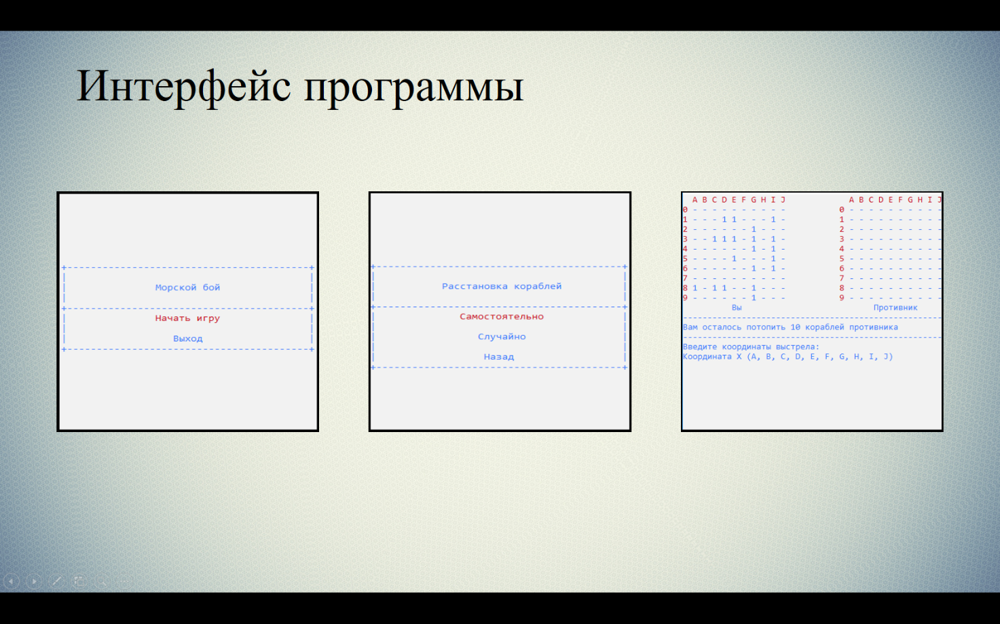 Интерфейс программы
Морской бой
Начать игру
Выход
Расстановка кораблей
Самостоятельно
Случайно
Назад
A B C D E F G H I J A B C D E F G H I J
0 - - - - - - - - - - 0 - - - - - - - - - -
1 - - - 1 1 - - - 1 - 1 - - - - - - - - - -
2 - - - - - - 1 - - - 2 - - - - - - - - - -
3 - - 1 1 1 - 1 - 1 - 3 - - - - - - - - - -
4 - - - - - - 1 - 1 - 4 - - - - - - - - - -
5 - - - - 1 - - - 1 - 5 - - - - - - - - - -
6 - - - - - - 1 - 1 - 6 - - - - - - - - - -
7 - - - - - - - - - - 7 - - - - - - - - - -
8 1 - 1 1 - - 1 - - - 8 - - - - - - - - - -
9 - - - - - - 1 - - - 9 - - - - - - - - - -
Вы Противник
Вам осталось потопить 10 кораблей противника
Введите координаты выстрела:
Координата X (A, B, C, D, E, F, G, H, I, J)